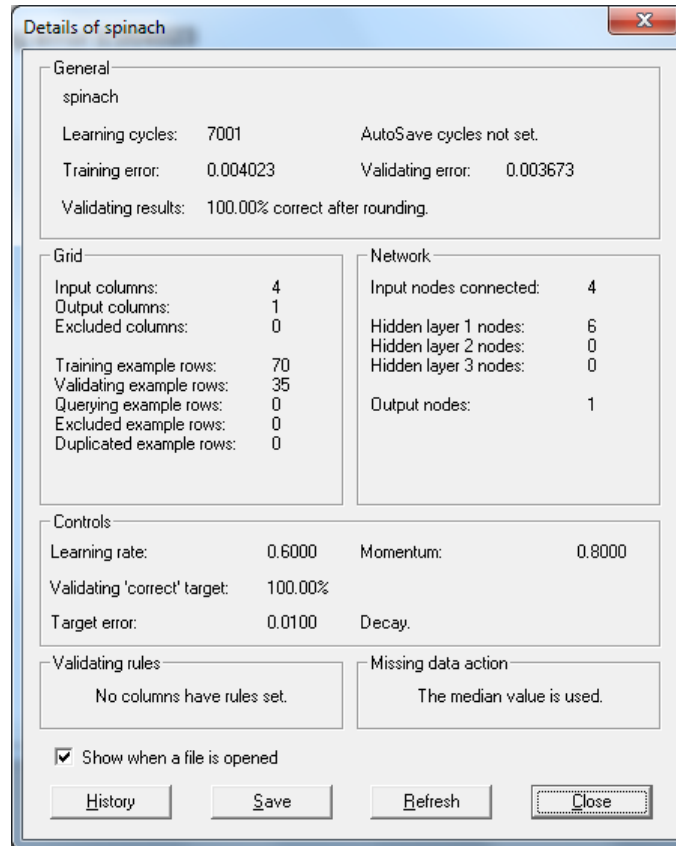 Details of spinach
General
spinach
Learning cycles: 7001 AutoSave cycles not set.
Training error: 0.004023 Validating error: 0.003673
Validating results: 100.00% correct after rounding.
Grid
Input columns: 4
Output columns: 1
Excluded columns: 0
Training example rows: 70
Validating example rows: 35
Querying example rows: 0
Excluded example rows: 0
Duplicated example rows: 0
Network
Input nodes connected: 4
Hidden layer 1 nodes: 6
Hidden layer 2 nodes: 0
Hidden layer 3 nodes: 0
Output nodes: 1
Controls
Learning rate: 0.6000 Momentum: 0.8000
Validating 'correct' target: 100.00%
Target error: 0.0100 Decay.
Validating rules
No columns have rules set.
Missing data action
The median value is used.
Show when a file is opened
History Save Refresh Close